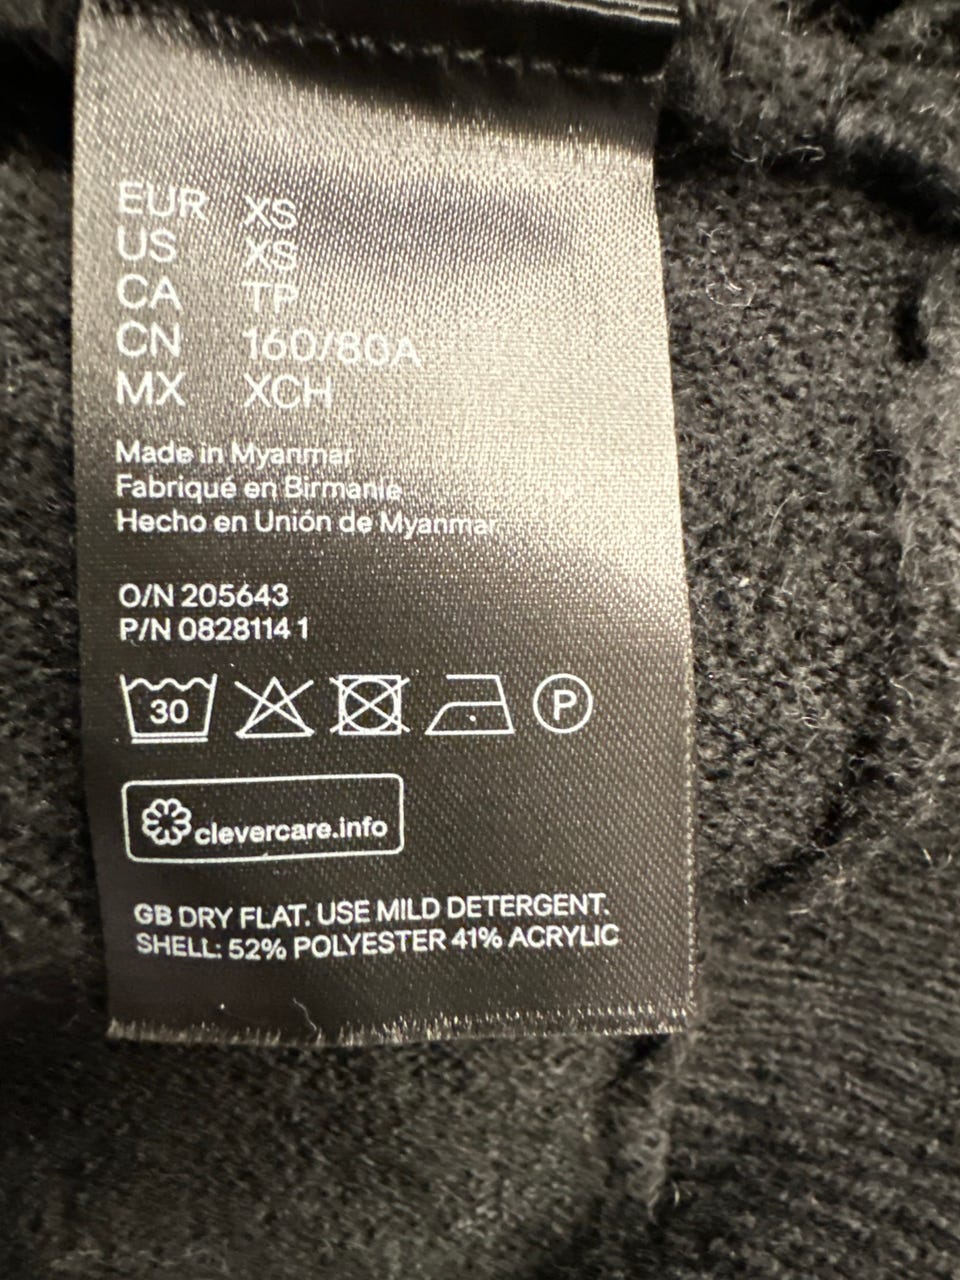 EUR XS
US XS
CA TP
CN 160/80A
MX XCH
Made in Myanmar
Fabriqué en Birmanie
Hecho en Unión de Myanmar
O/N 205643
P/N 0828114 1
30
P
clevercare.info
GB DRY FLAT. USE MILD DETERGENT.
SHELL: 52% POLYESTER 41% ACRYLIC